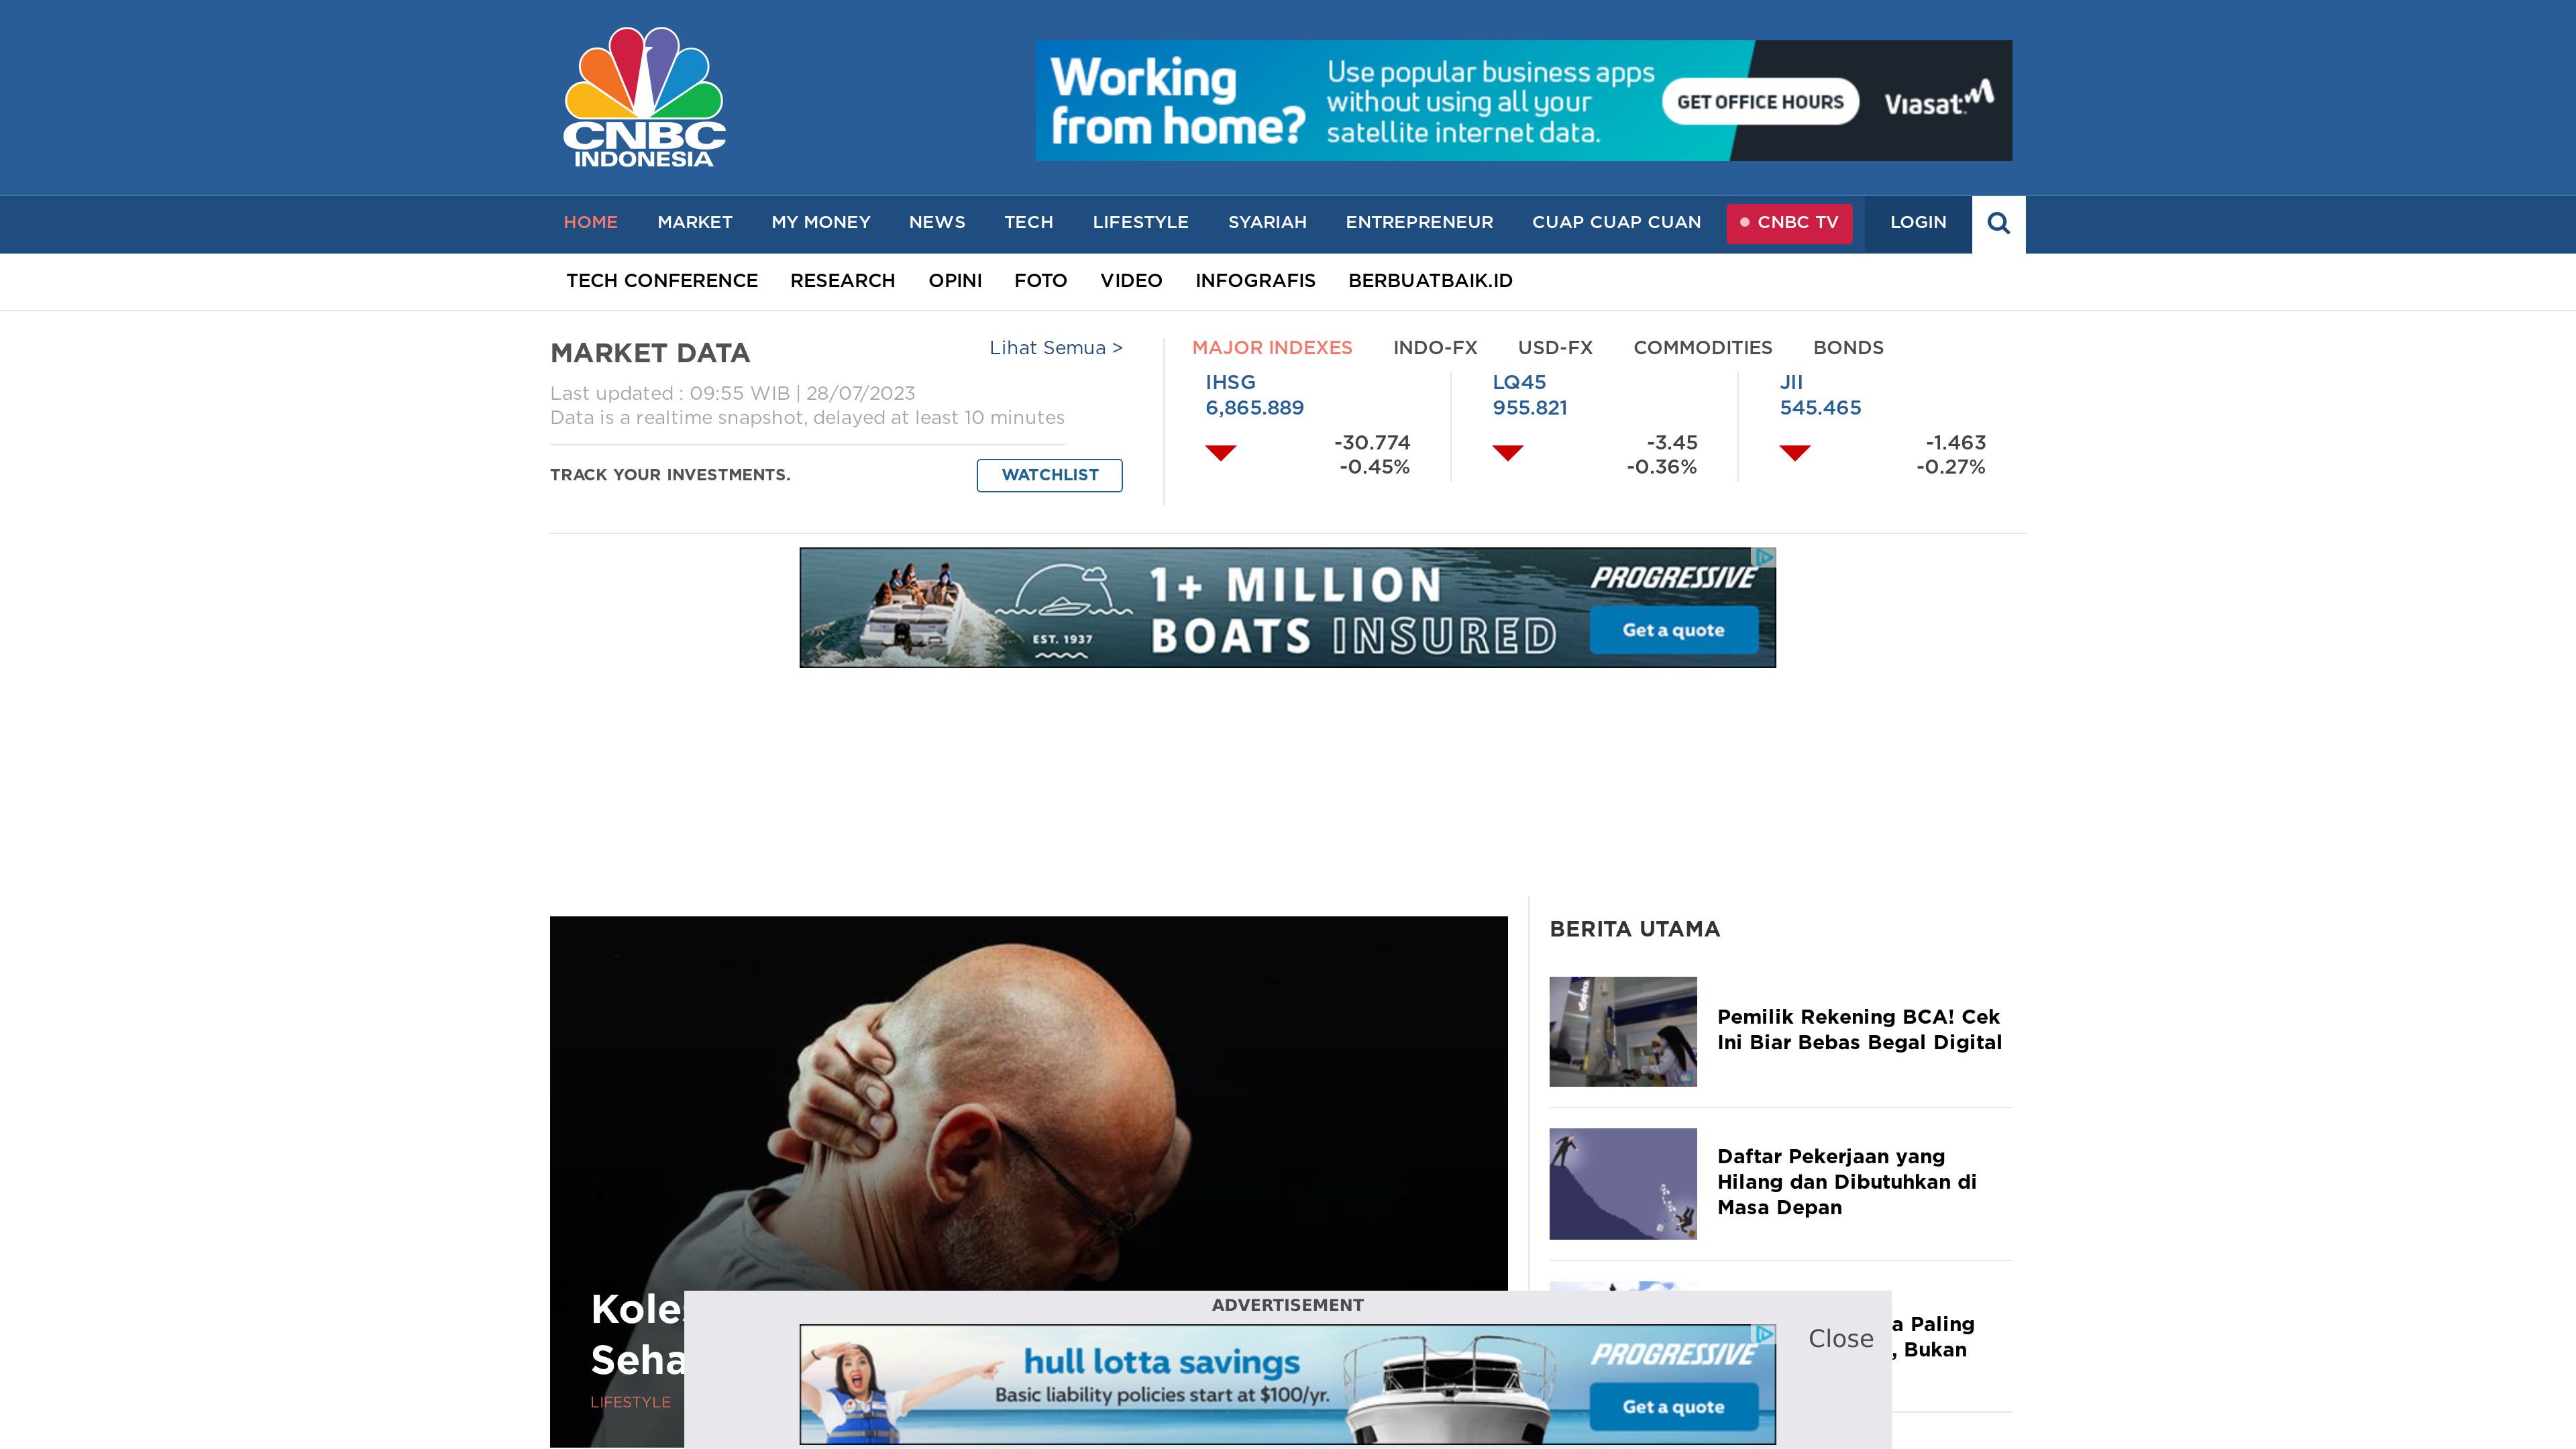 CNBC
INDONESIA
Working
from home?
Use popular business apps
without using all your
satellite internet data.
GET OFFICE HOURS
Viasat
HOME MARKET MY MONEY NEWS TECH LIFESTYLE SYARIAH ENTREPRENEUR CUAP CUAP CUAN CNBC TV LOGIN
TECH CONFERENCE RESEARCH OPINI FOTO VIDEO INFOGRAFIS BERBUATBAIK.ID
MARKET DATA
Lihat Semua >
Last updated : 09:55 WIB | 28/07/2023
Data is a realtime snapshot, delayed at least 10 minutes
TRACK YOUR INVESTMENTS.
WATCHLIST
MAJOR INDEXES INDO-FX USD-FX COMMODITIES BONDS
IHSG
6,865.889
-30.774
-0.45%
LQ45
955.821
-3.45
-0.36%
JII
545.465
-1.463
-0.27%
EST. 1937
1+ MILLION
BOATS INSURED
PROGRESSIVE
Get a quote
BERITA UTAMA
Pemilik Rekening BCA! Cek
Ini Biar Bebas Begal Digital
Daftar Pekerjaan yang
Hilang dan Dibutuhkan di
Masa Depan
a Paling
, Bukan
Seha
LIFESTYLE
ADVERTISEMENT
Close
hull lotta savings
Basic liability policies start at $100/yr.
PROGRESSIVE
Get a quote